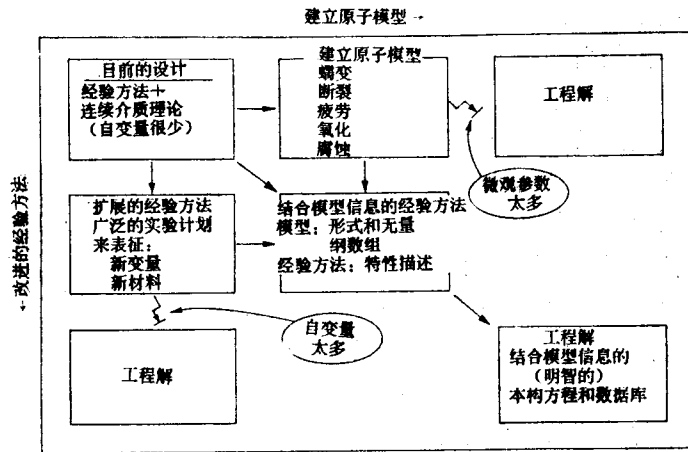 建立原子模型→
目前的设计
经验方法+
连续介质理论
(自变量很少)
建立原子模型
蠕变
断裂
疲劳
氧化
腐蚀
工程解
微观参数
太多
←改进的经验方法
扩展的经验方法
广泛的实验计划
来表征:
新变量
新材料
结合模型信息的经验方法
模型:形式和无量
纲数组
经验方法:特性描述
自变量
太多
工程解
工程解
结合模型信息的
(明智的)
本构方程和数据库